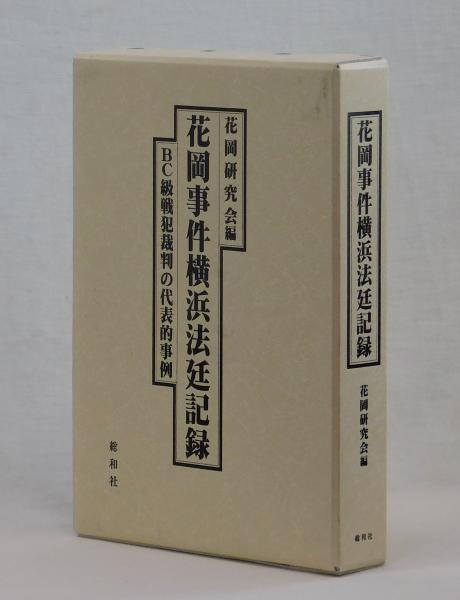 花岡研究会編
花岡事件横浜法廷記録
BC級戦犯裁判の代表的事例
総和社
花岡事件横浜法廷記録
花岡研究会編
総和社